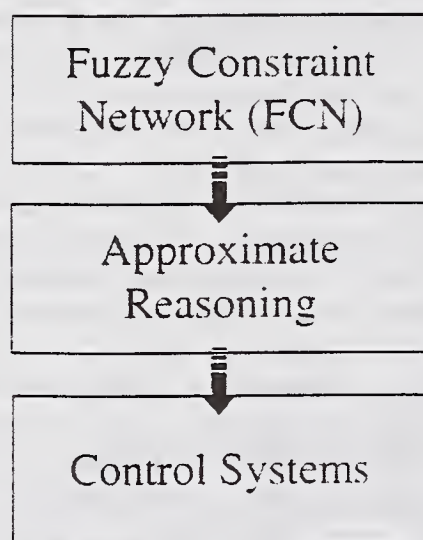 Fuzzy Constraint
Network (FCN)
Approximate
Reasoning
Control Systems